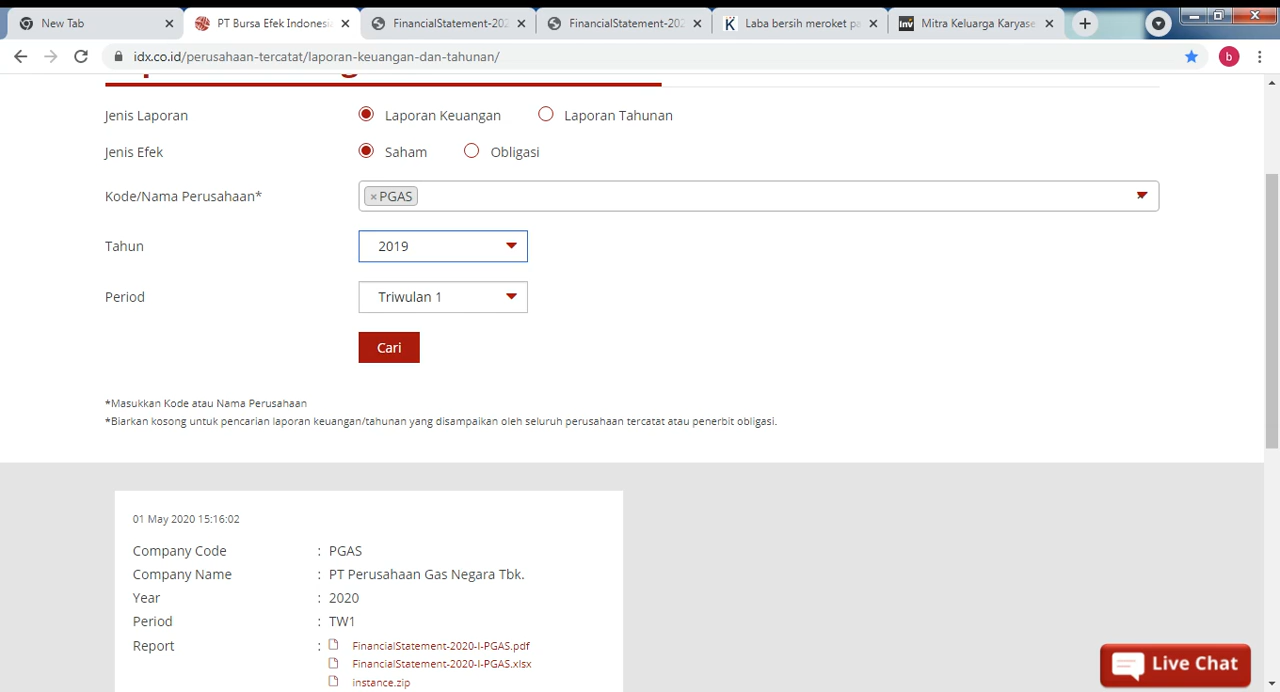 New Tab
PT Bursa Efek Indonesia
FinancialStatement-202
FinancialStatement-202
Laba bersih meroket pa
Mitra Keluarga Karyase
idx.co.id/perusahaan-tercatat/laporan-keuangan-dan-tahunan/
b
Jenis Laporan
Laporan Keuangan
Laporan Tahunan
Jenis Efek
Saham
Obligasi
Kode/Nama Perusahaan*
× PGAS
Tahun
2019
Period
Triwulan 1
Cari
*Masukkan Kode atau Nama Perusahaan
*Biarkan kosong untuk pencarian laporan keuangan/tahunan yang disampaikan oleh seluruh perusahaan tercatat atau penerbit obligasi.
01 May 2020 15:16:02
Company Code : PGAS
Company Name : PT Perusahaan Gas Negara Tbk.
Year : 2020
Period : TW1
Report : FinancialStatement-2020-I-PGAS.pdf
FinancialStatement-2020-I-PGAS.xlsx
instance.zip
Live Chat